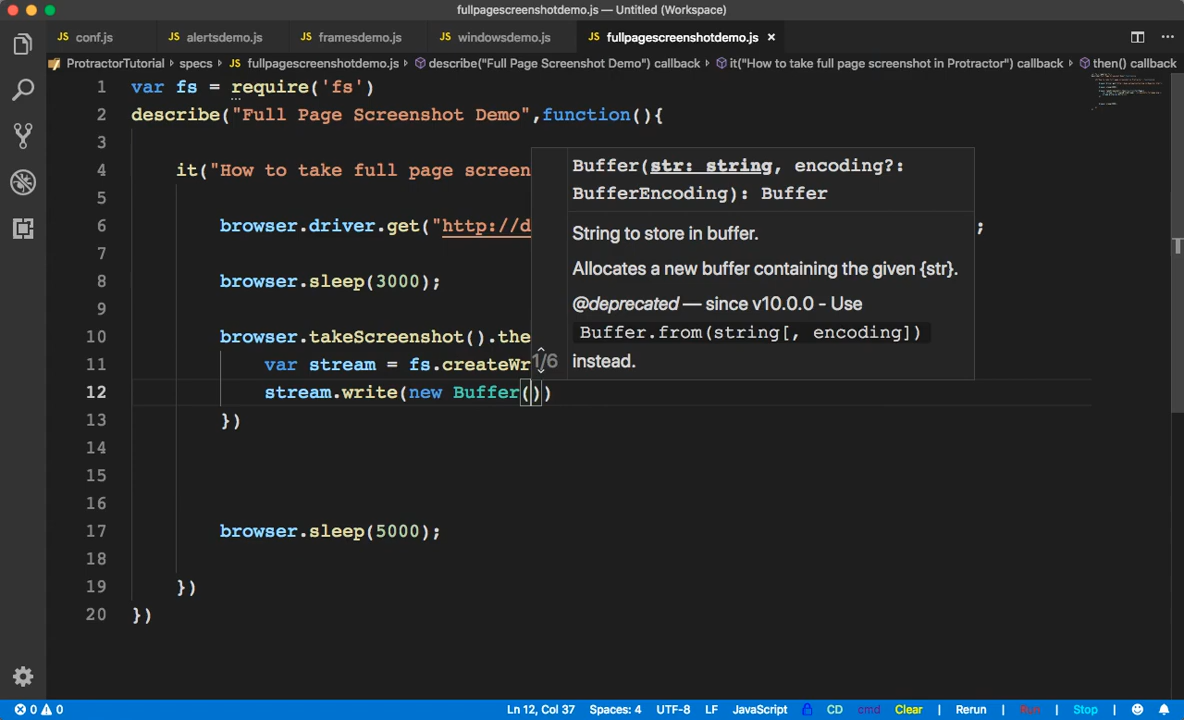 fullpagescreenshotdemo.js — Untitled (Workspace)
JS conf.js JS alertsdemo.js JS framesdemo.js JS windowsdemo.js JS fullpagescreenshotdemo.js ×
ProtractorTutorial › specs › JS fullpagescreenshotdemo.js › describe("Full Page Screenshot Demo") callback › it("How to take full page screenshot in Protractor") callback › then() callback
1 var fs = require('fs')
2 describe("Full Page Screenshot Demo",function(){
3
4 it("How to take full page screen
5
6 browser.driver.get("http://d ;
7
8 browser.sleep(3000);
9
10 browser.takeScreenshot().the
11 var stream = fs.createWr
12 stream.write(new Buffer())
13 })
14
15
16
17 browser.sleep(5000);
18
19 })
20 })
Buffer(str: string, encoding?:
BufferEncoding): Buffer
String to store in buffer.
Allocates a new buffer containing the given {str}.
@deprecated — since v10.0.0 - Use
Buffer.from(string[, encoding])
1/6 instead.
0 0 Ln 12, Col 37 Spaces: 4 UTF-8 LF JavaScript CD cmd Clear | Rerun | Run | Stop |